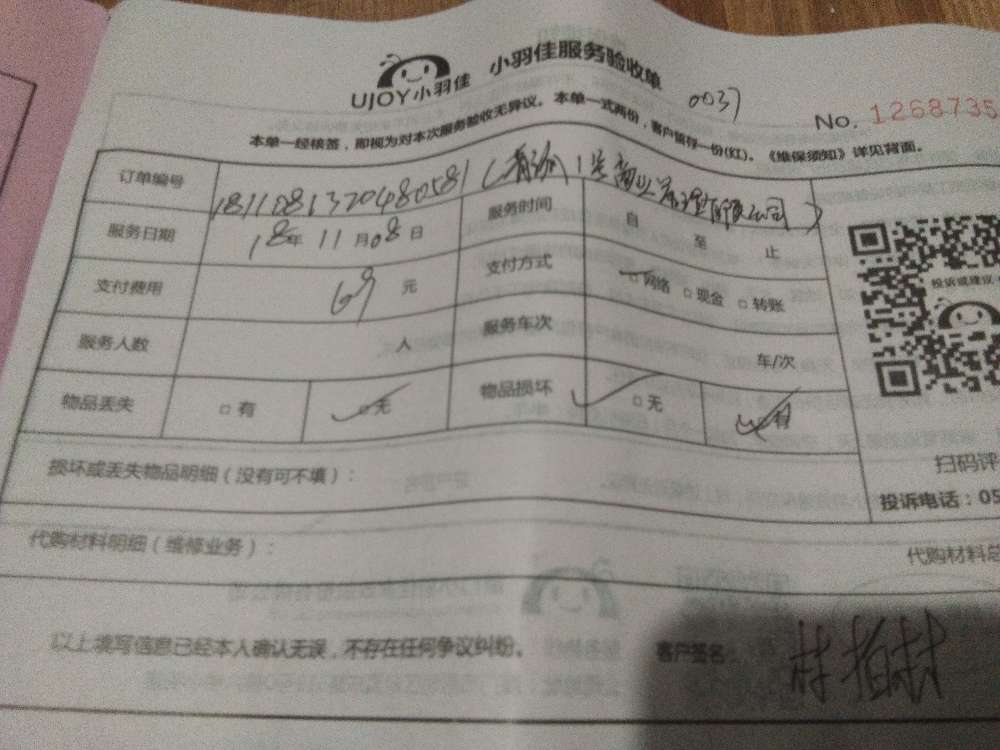 UJOY小羽佳 小羽佳服务验收单 0037 No. 1268735
本单一经核签，即视为对本次服务验收无异议。本单一式两份，客户留存一份(红)。《维保须知》详见背面。
订单编号 18110813720480581
服务日期 18年11月08日 服务时间 自 至 止
支付费用 69 元 支付方式 □网络 □现金 □转账
投诉或建议
服务人数 人 服务车次 车/次
物品丢失 □有 □无 物品损坏 □无 □有
损坏或丢失物品明细（没有可不填）：
扫码评
投诉电话：05
代购材料明细（维修业务）： 代购材料总
以上填写信息已经本人确认无误，不存在任何争议纠纷。 客户签名：